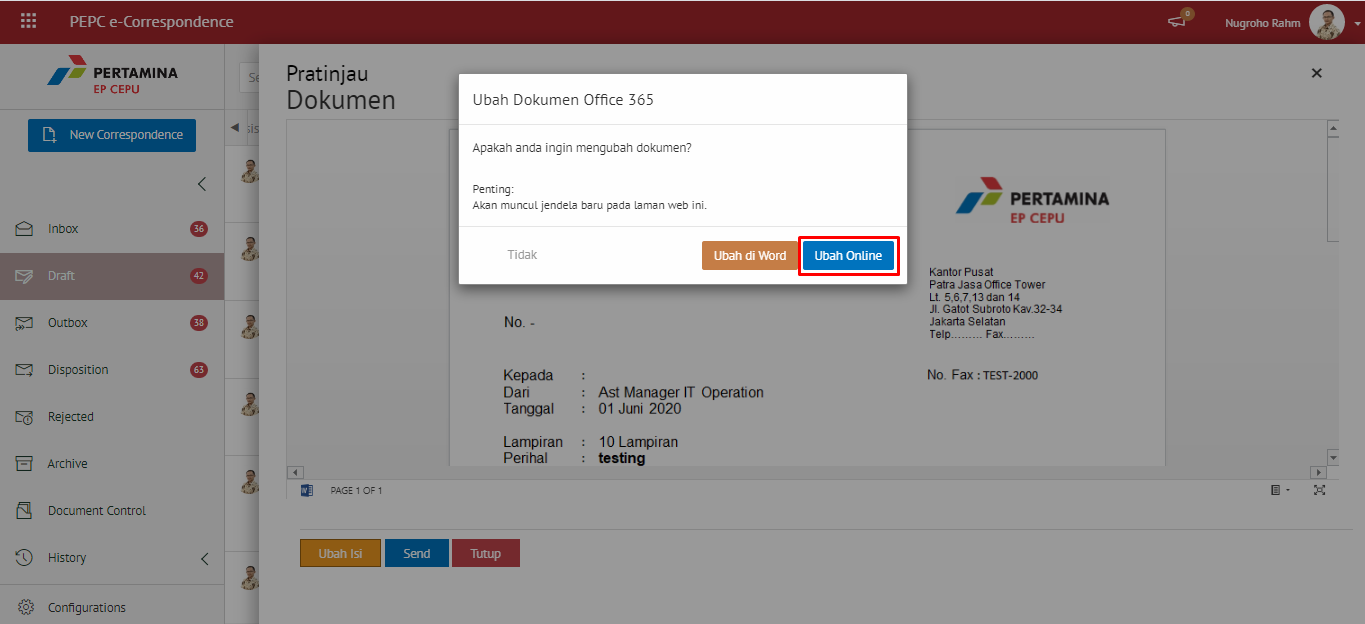 PEPC e-Correspondence
0
Nugroho Rahm
PERTAMINA
EP CEPU
New Correspondence
Inbox
36
Draft
42
Outbox
38
Disposition
63
Rejected
Archive
Document Control
History
Configurations
Se
sis
Pratinjau
Dokumen
Ubah Dokumen Office 365
Apakah anda ingin mengubah dokumen?
Penting:
Akan muncul jendela baru pada laman web ini.
Tidak
Ubah di Word
Ubah Online
PERTAMINA
EP CEPU
Kantor Pusat
Patra Jasa Office Tower
Lt. 5,6,7,13 dan 14
Jl. Gatot Subroto Kav.32-34
Jakarta Selatan
Telp......... Fax.........
No. -
No. Fax : TEST-2000
Kepada :
Dari : Ast Manager IT Operation
Tanggal : 01 Juni 2020
Lampiran : 10 Lampiran
Perihal : testing
PAGE 1 OF 1
Ubah Isi
Send
Tutup